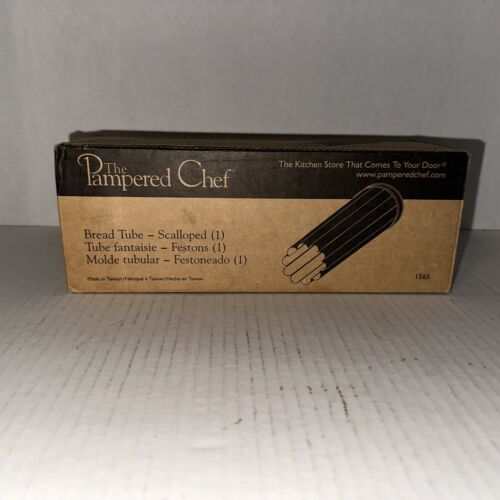 The
Pampered Chef
The Kitchen Store That Comes To Your Door®
www.pamperedchef.com
Bread Tube – Scalloped (1)
Tube fantaisie – Festons (1)
Molde tubular – Festoneado (1)
Made in Taiwan/Fabriqué à Taiwan/Hecho en Taiwan
1565